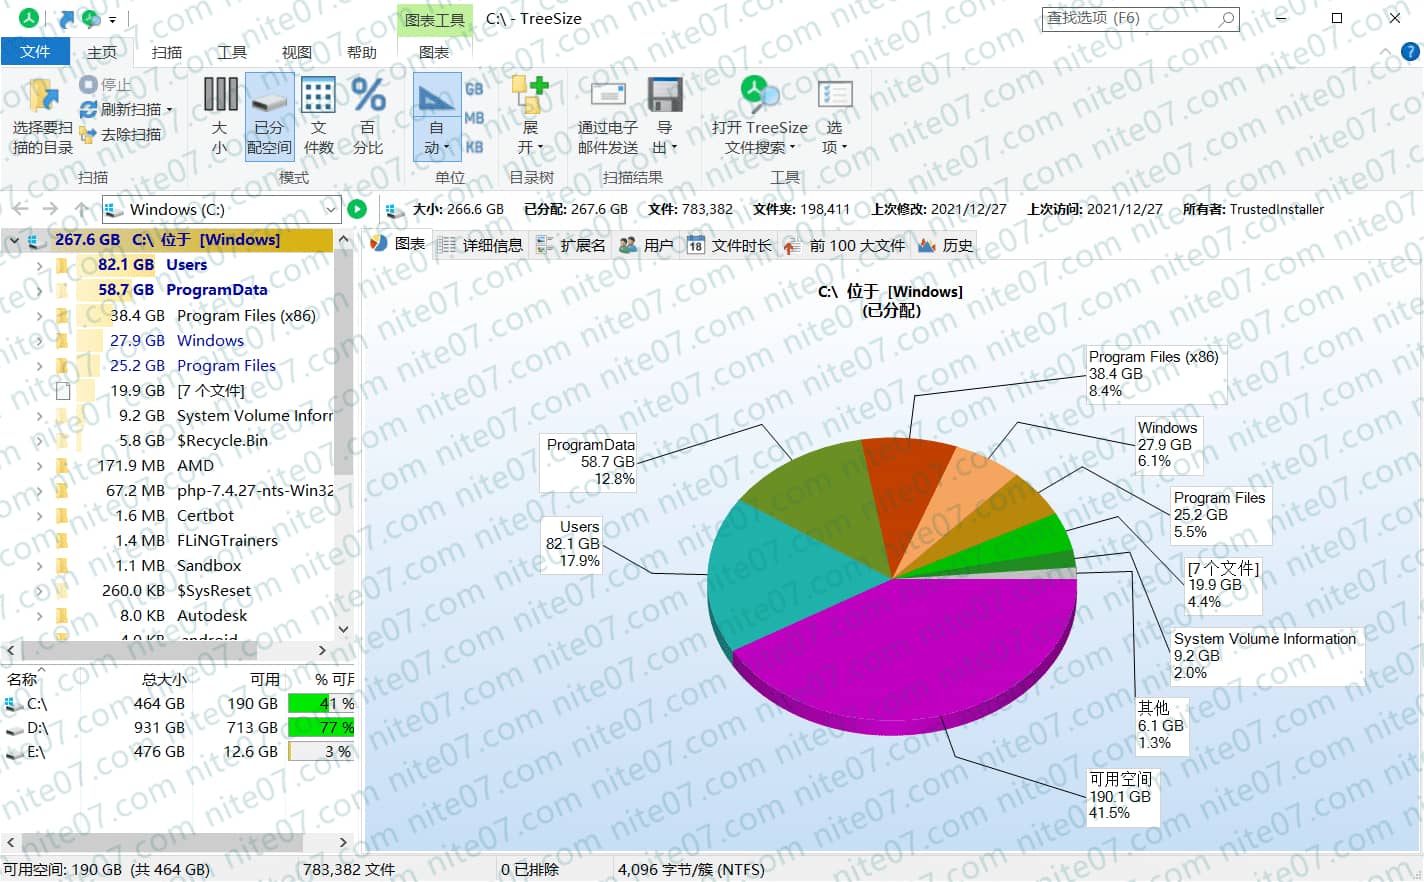 图表工具
C:\ - TreeSize
查找选项 (F6)
文件
主页
扫描
工具
视图
帮助
图表
选择要扫
描的目录
停止
刷新扫描
去除扫描
扫描
大
小
已分
配空间
文
件数
百
分比
模式
自
动
GB
MB
KB
单位
展
开
目录树
通过电子
邮件发送
导
出
扫描结果
打开 TreeSize
文件搜索
选
项
工具
Windows (C:)
大小: 266.6 GB
已分配: 267.6 GB
文件: 783,382
文件夹: 198,411
上次修改: 2021/12/27
上次访问: 2021/12/27
所有者: TrustedInstaller
267.6 GB C:\ 位于 [Windows]
82.1 GB Users
58.7 GB ProgramData
38.4 GB Program Files (x86)
27.9 GB Windows
25.2 GB Program Files
19.9 GB [7 个文件]
9.2 GB System Volume Infor
5.8 GB $Recycle.Bin
171.9 MB AMD
67.2 MB php-7.4.27-nts-Win32
1.6 MB Certbot
1.4 MB FLiNGTrainers
1.1 MB Sandbox
260.0 KB $SysReset
8.0 KB Autodesk
4.0 KB android
名称 总大小 可用 % 可用
C:\ 464 GB 190 GB 41 %
D:\ 931 GB 713 GB 77 %
E:\ 476 GB 12.6 GB 3 %
图表
详细信息
扩展名
用户
18
文件时长
前 100 大文件
历史
C:\ 位于 [Windows]
(已分配)
Program Files (x86)
38.4 GB
8.4%
Windows
27.9 GB
6.1%
ProgramData
58.7 GB
12.8%
Program Files
25.2 GB
5.5%
Users
82.1 GB
17.9%
[7 个文件]
19.9 GB
4.4%
System Volume Information
9.2 GB
2.0%
其他
6.1 GB
1.3%
可用空间
190.1 GB
41.5%
可用空间: 190 GB (共 464 GB)
783,382 文件
0 已排除
4,096 字节/簇 (NTFS)
nite07.com